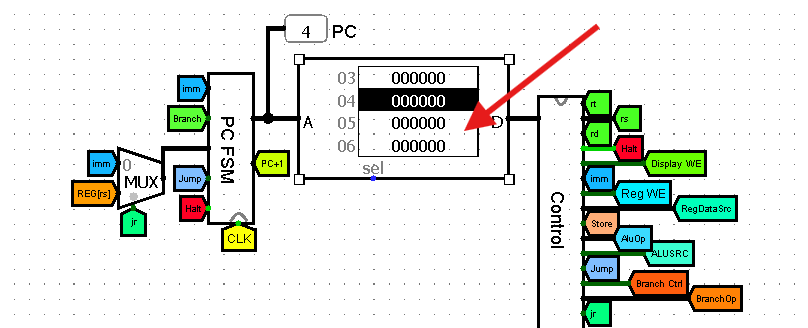 4 PC
03 000000
04 000000
05 000000
06 000000
A
D
sel
imm
Branch
PC FSM
PC+1
imm
0
MUX
REG[rs]
jr
Jump
Halt
CLK
Control
rt
rs
rd
Halt
Display WE
imm
Reg WE
RegDataSrc
Store
AluOp
ALUSRC
Jump
Branch Ctrl
BranchOp
jr